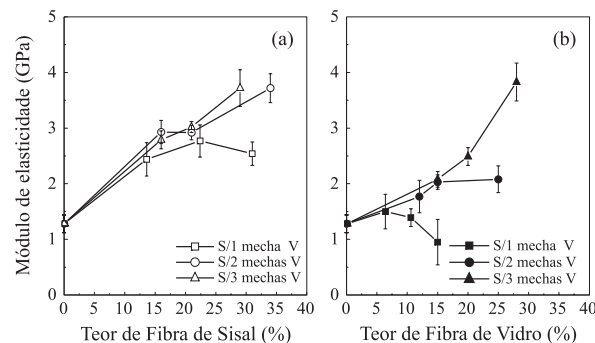 Módulo de elasticidade (GPa)
5
4
3
2
1
0
(a)
S/1 mecha V
S/2 mechas V
S/3 mechas V
0 5 10 15 20 25 30 35 40
Teor de Fibra de Sisal (%)
5
4
3
2
1
0
(b)
S/1 mecha V
S/2 mechas V
S/3 mechas V
0 5 10 15 20 25 30 35 40
Teor de Fibra de Vidro (%)